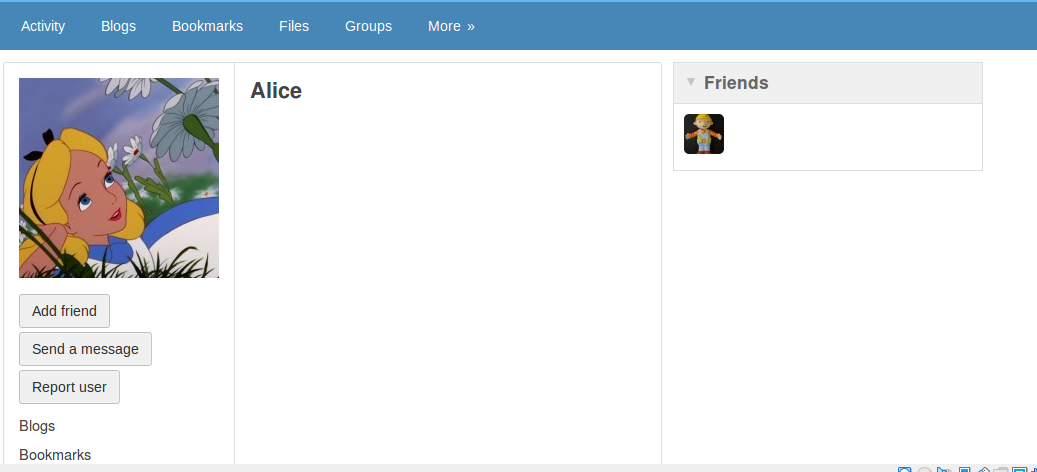 Activity Blogs Bookmarks Files Groups More »
Alice
Friends
Add friend
Send a message
Report user
Blogs
Bookmarks